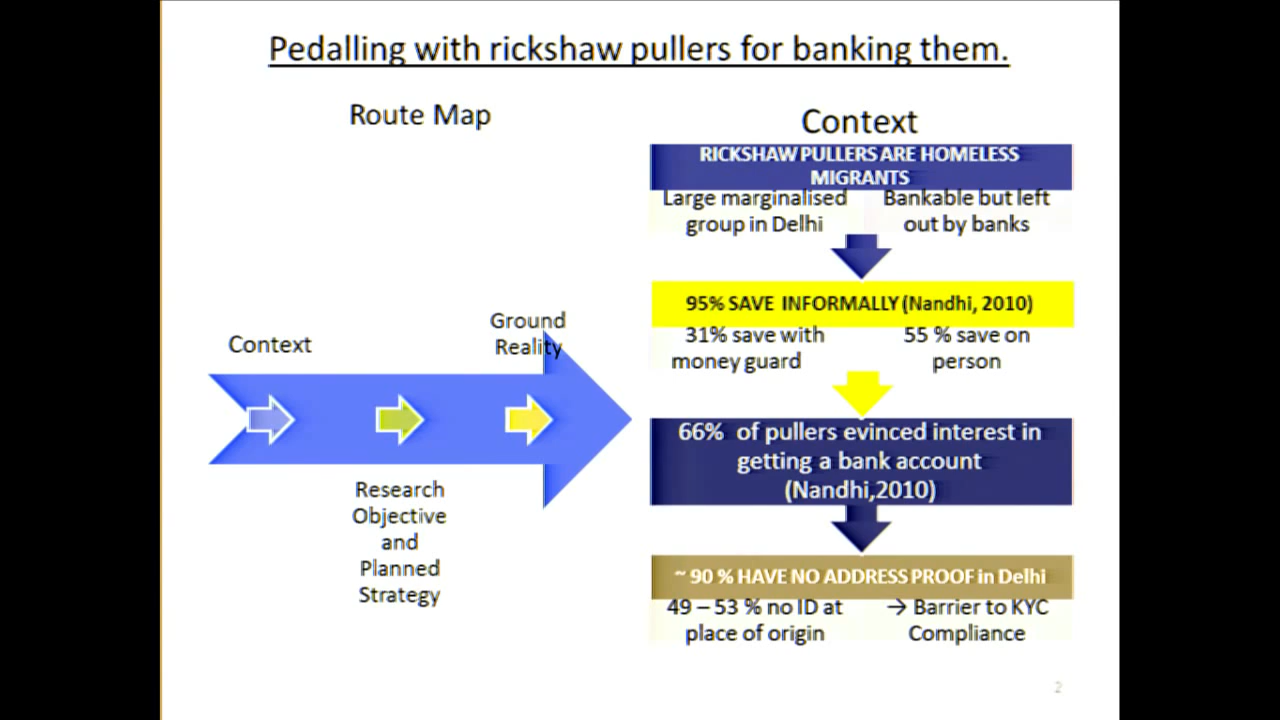 Pedalling with rickshaw pullers for banking them.
Route Map
Context
Ground
Reality
Research
Objective
and
Planned
Strategy
Context
RICKSHAW PULLERS ARE HOMELESS
MIGRANTS
Large marginalised
group in Delhi
Bankable but left
out by banks
95% SAVE INFORMALLY (Nandhi, 2010)
31% save with
money guard
55 % save on
person
66% of pullers evinced interest in
getting a bank account
(Nandhi,2010)
~ 90 % HAVE NO ADDRESS PROOF in Delhi
49 – 53 % no ID at
place of origin
→ Barrier to KYC
Compliance
2